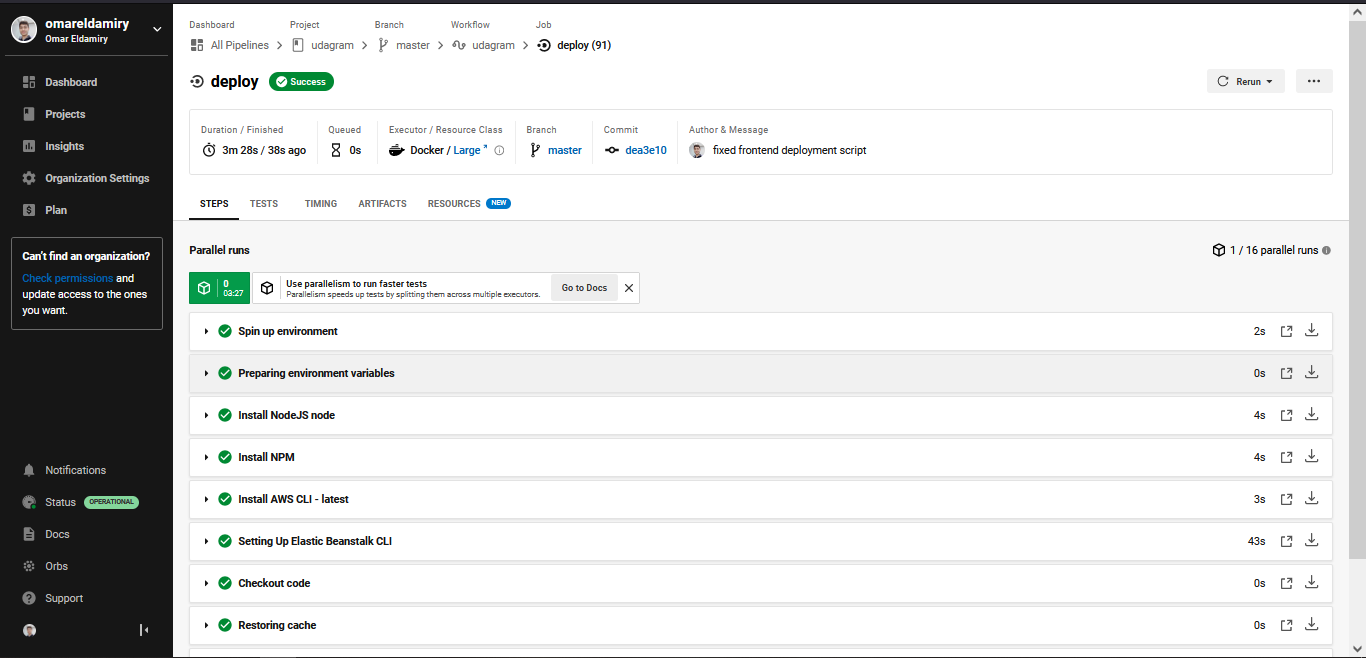 omareldamiry
Omar Eldamiry
Dashboard
Projects
Insights
Organization Settings
Plan
Can't find an organization?
Check permissions and
update access to the ones
you want.
Notifications
Status OPERATIONAL
Docs
Orbs
Support
Dashboard Project Branch Workflow Job
All Pipelines udagram master udagram deploy (91)
deploy Success
Rerun
Duration / Finished Queued Executor / Resource Class Branch Commit Author & Message
3m 28s / 38s ago 0s Docker / Large master dea3e10 fixed frontend deployment script
STEPS TESTS TIMING ARTIFACTS RESOURCES NEW
Parallel runs 1 / 16 parallel runs
0
03:27
Use parallelism to run faster tests
Parallelism speeds up tests by splitting them across multiple executors.
Go to Docs
Spin up environment 2s
Preparing environment variables 0s
Install NodeJS node 4s
Install NPM 4s
Install AWS CLI - latest 3s
Setting Up Elastic Beanstalk CLI 43s
Checkout code 0s
Restoring cache 0s